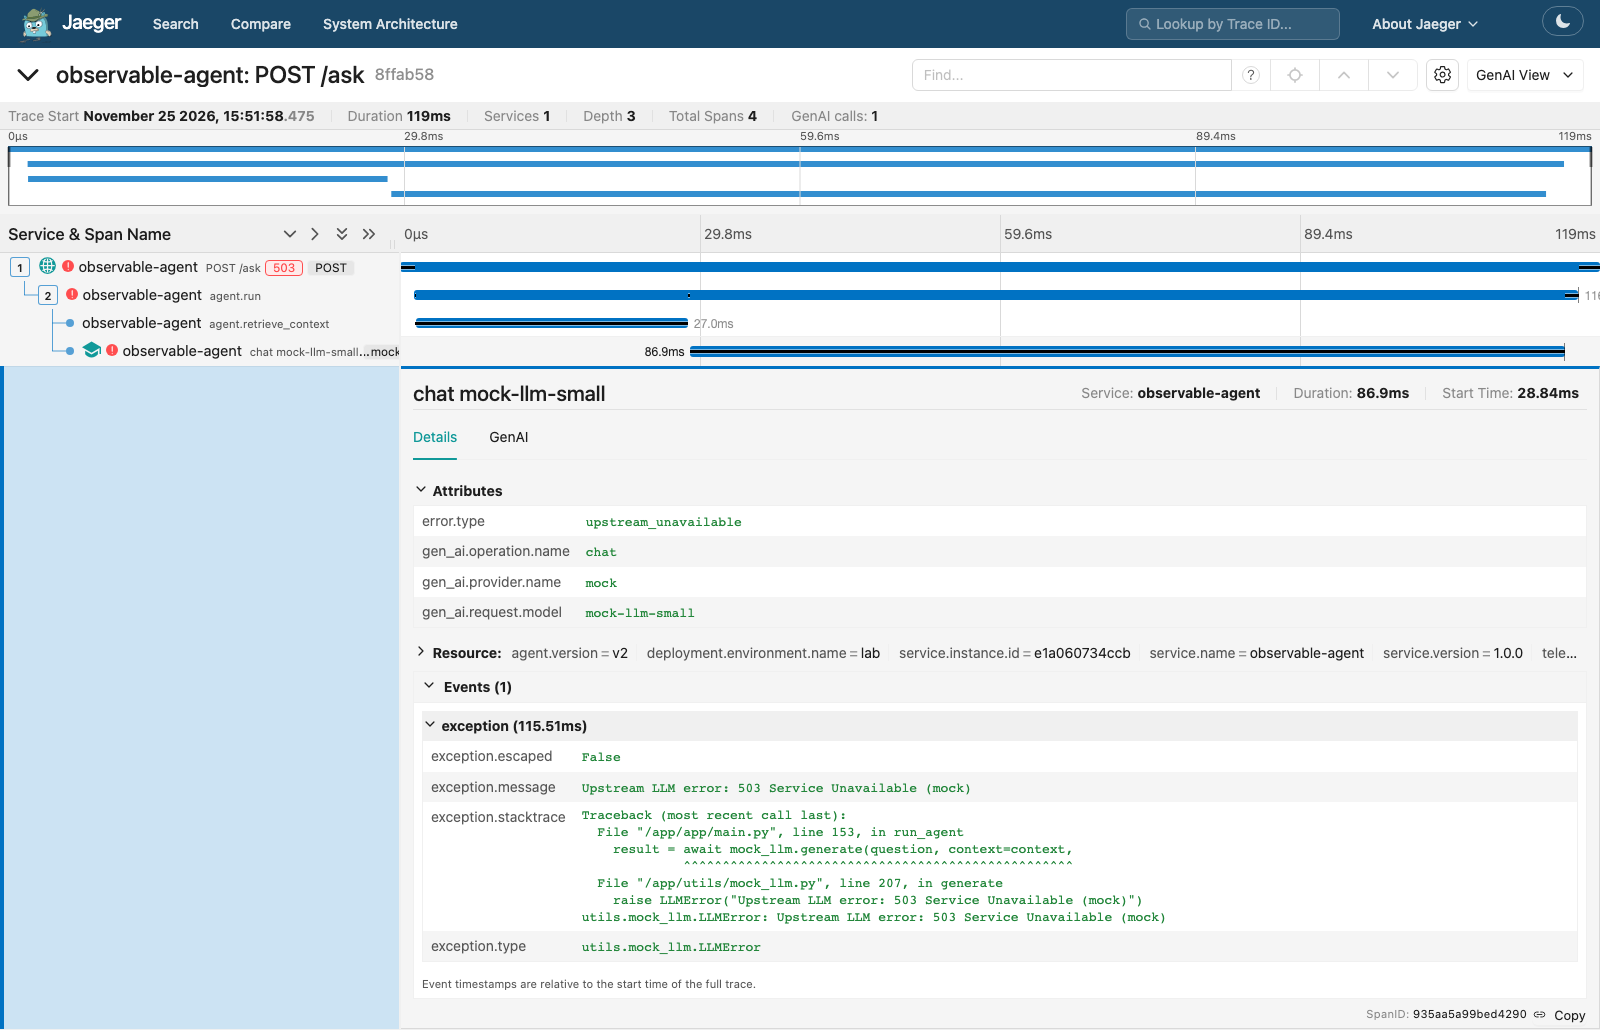 Jaeger Search Compare System Architecture Lookup by Trace ID... About Jaeger
observable-agent: POST /ask 8ffab58 Find... ? GenAI View
Trace Start November 25 2026, 15:51:58.475 Duration 119ms Services 1 Depth 3 Total Spans 4 GenAI calls: 1
0μs 29.8ms 59.6ms 89.4ms 119ms
Service & Span Name 0μs 29.8ms 59.6ms 89.4ms 119ms
1 observable-agent POST /ask 503 POST
2 observable-agent agent.run 116
observable-agent agent.retrieve_context 27.0ms
observable-agent chat mock-llm-small... mock 86.9ms
chat mock-llm-small Service: observable-agent Duration: 86.9ms Start Time: 28.84ms
Details GenAI
Attributes
error.type upstream_unavailable
gen_ai.operation.name chat
gen_ai.provider.name mock
gen_ai.request.model mock-llm-small
Resource: agent.version = v2 deployment.environment.name = lab service.instance.id = e1a060734ccb service.name = observable-agent service.version = 1.0.0 tele...
Events (1)
exception (115.51ms)
exception.escaped False
exception.message Upstream LLM error: 503 Service Unavailable (mock)
exception.stacktrace Traceback (most recent call last):
File "/app/app/main.py", line 153, in run_agent
result = await mock_llm.generate(question, context=context,
^^^^^^^^^^^^^^^^^^^^^^^^^^^^^^^^^^^^^^^^^^^^^^^^^^
File "/app/utils/mock_llm.py", line 207, in generate
raise LLMError("Upstream LLM error: 503 Service Unavailable (mock)")
utils.mock_llm.LLMError: Upstream LLM error: 503 Service Unavailable (mock)
exception.type utils.mock_llm.LLMError
Event timestamps are relative to the start time of the full trace.
SpanID: 935aa5a99bed4290 Copy